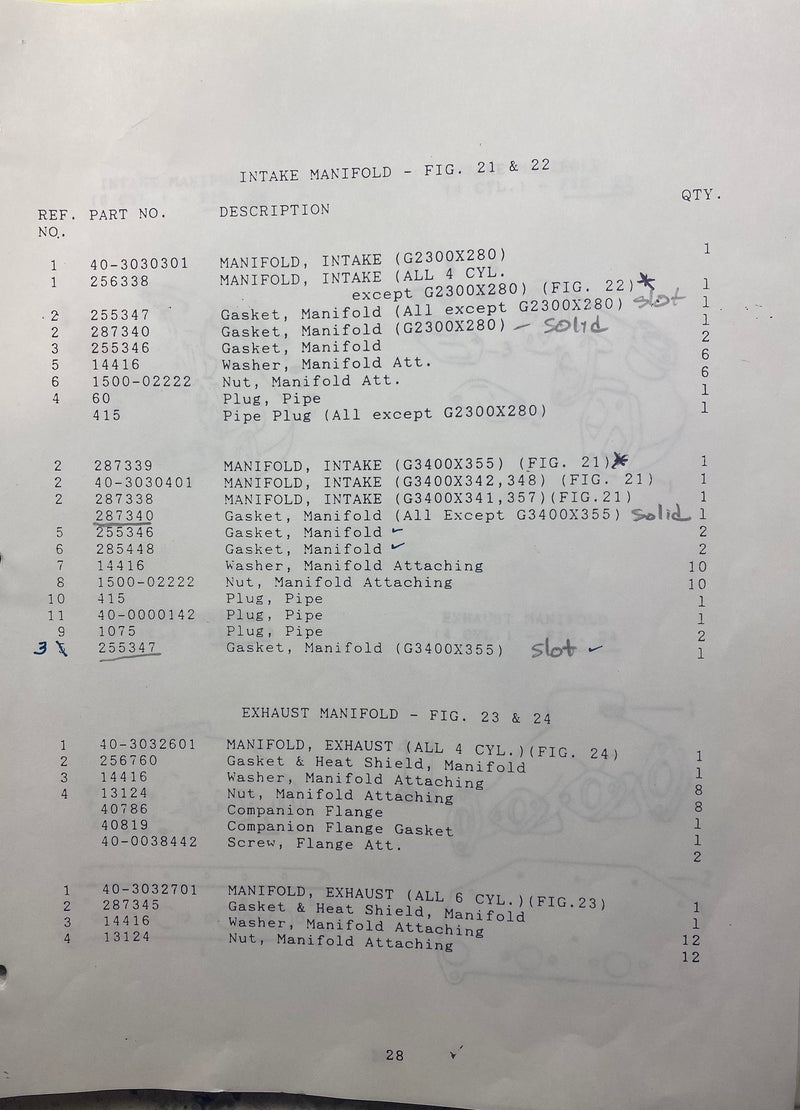 INTAKE MANIFOLD - FIG. 21 & 22
REF. PART NO. DESCRIPTION QTY.
NO..
1 40-3030301 MANIFOLD, INTAKE (G2300X280) 1
1 256338 MANIFOLD, INTAKE (ALL 4 CYL.
except G2300X280) (FIG. 22) 1
2 255347 Gasket, Manifold (All except G2300X280) slot 1
2 287340 Gasket, Manifold (G2300X280) - SOLID 1
3 255346 Gasket, Manifold 2
5 14416 Washer, Manifold Att. 6
6 1500-02222 Nut, Manifold Att. 6
4 60 Plug, Pipe 1
415 Pipe Plug (All except G2300X280) 1
2 287339 MANIFOLD, INTAKE (G3400X355) (FIG. 21) 1
2 40-3030401 MANIFOLD, INTAKE (G3400X342,348) (FIG. 21) 1
2 287338 MANIFOLD, INTAKE (G3400X341,357)(FIG.21) 1
287340 Gasket, Manifold (All Except G3400X355) Solid 1
5 255346 Gasket, Manifold ✓ 2
6 285448 Gasket, Manifold ✓ 2
7 14416 Washer, Manifold Attaching 10
8 1500-02222 Nut, Manifold Attaching 10
10 415 Plug, Pipe 1
11 40-0000142 Plug, Pipe 1
9 1075 Plug, Pipe 2
3 255347 Gasket, Manifold (G3400X355) slot ✓ 1
EXHAUST MANIFOLD - FIG. 23 & 24
1 40-3032601 MANIFOLD, EXHAUST (ALL 4 CYL.)(FIG. 24) 1
2 256760 Gasket & Heat Shield, Manifold 1
3 14416 Washer, Manifold Attaching 8
4 13124 Nut, Manifold Attaching 8
40786 Companion Flange 1
40819 Companion Flange Gasket 1
40-0038442 Screw, Flange Att. 2
1 40-3032701 MANIFOLD, EXHAUST (ALL 6 CYL.)(FIG.23) 1
2 287345 Gasket & Heat Shield, Manifold 1
3 14416 Washer, Manifold Attaching 12
4 13124 Nut, Manifold Attaching 12
28